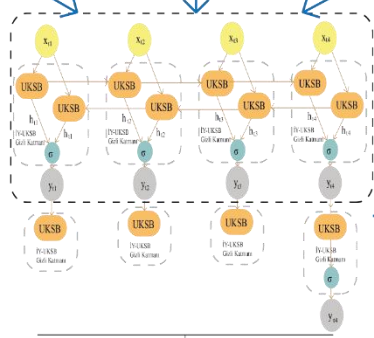 x_t1 x_t2 x_t3 x_t4
UKSB UKSB UKSB UKSB
UKSB UKSB UKSB UKSB
h_t1 h_t1 h_t2 h_t2 h_t3 h_t3 h_t4 h_t4
İY-UKSB İY-UKSB İY-UKSB İY-UKSB
Gizli Katmanı Gizli Katmanı Gizli Katmanı Gizli Katmanı
σ σ σ σ
y_t1 y_t2 y_t3 y_t4
UKSB UKSB UKSB UKSB
İY-UKSB İY-UKSB İY-UKSB İY-UKSB
Gizli Katmanı Gizli Katmanı Gizli Katmanı Gizli Katmanı
σ